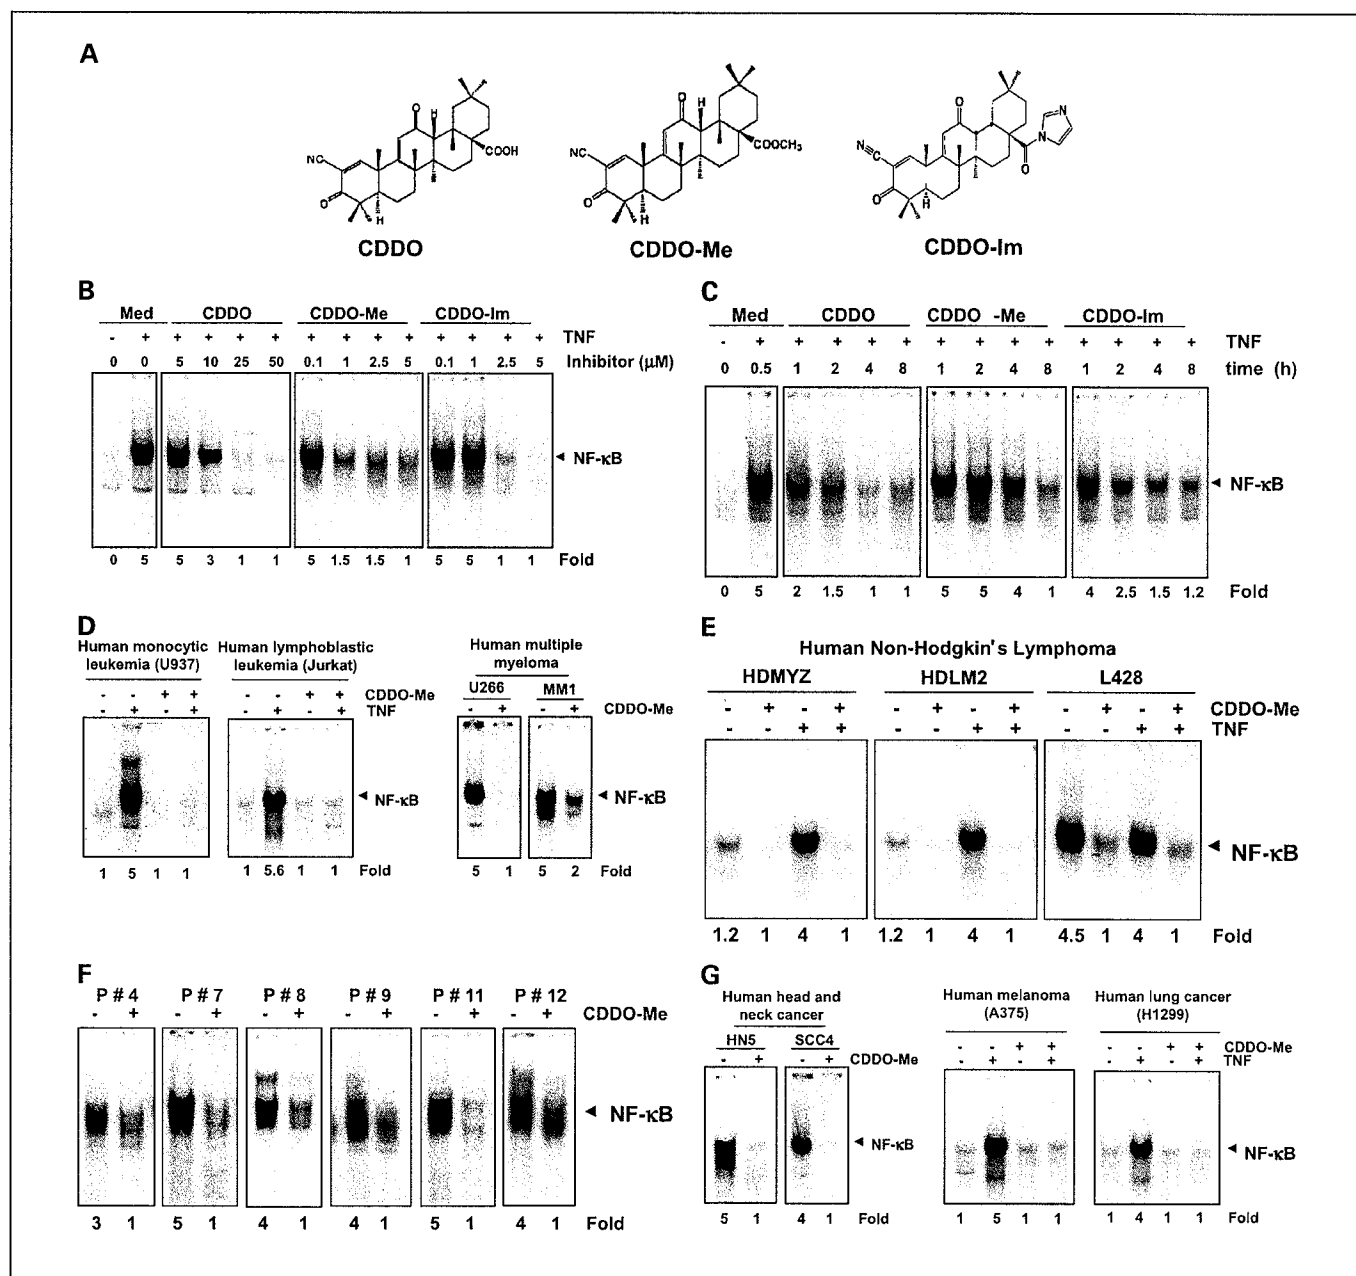 A
NC
O
O
H
COOH
H
CDDO
NC
O
O
H
COOCH3
H
CDDO-Me
N
O
O
H
N
N
O
CDDO-Im
B
Med CDDO CDDO-Me CDDO-Im
- + + + + + + + + + + + + + TNF
0 0 5 10 25 50 0.1 1 2.5 5 0.1 1 2.5 5 Inhibitor (μM)
NF-κB
0 5 5 3 1 1 5 1.5 1.5 1 5 5 1 1 Fold
C
Med CDDO CDDO -Me CDDO-Im
- + + + + + + + + + + + + + TNF
0 0.5 1 2 4 8 1 2 4 8 1 2 4 8 time (h)
NF-κB
0 5 2 1.5 1 1 5 5 4 1 4 2.5 1.5 1.2 Fold
D
Human monocytic leukemia (U937)
Human lymphoblastic leukemia (Jurkat)
- - + + - - + + CDDO-Me
- + - + - + - + TNF
NF-κB
1 5 1 1 1 5.6 1 1 Fold
Human multiple
myeloma
U266 MM1
- + - + CDDO-Me
NF-κB
5 1 5 2 Fold
E
Human Non-Hodgkin's Lymphoma
HDMYZ HDLM2 L428
- + - + - + - + - + - + CDDO-Me
- - + + - - + + - - + + TNF
NF-κB
1.2 1 4 1 1.2 1 4 1 4.5 1 4 1 Fold
F
P # 4 P # 7 P # 8 P # 9 P # 11 P # 12
- + - + - + - + - + - + CDDO-Me
NF-κB
3 1 5 1 4 1 4 1 5 1 4 1 Fold
G
Human head and
neck cancer
HN5 SCC4
- + - + CDDO-Me
NF-κB
5 1 4 1 Fold
Human melanoma
(A375)
Human lung cancer
(H1299)
- - + + - - + + CDDO-Me
- + - + - + - + TNF
NF-κB
1 5 1 1 1 4 1 1